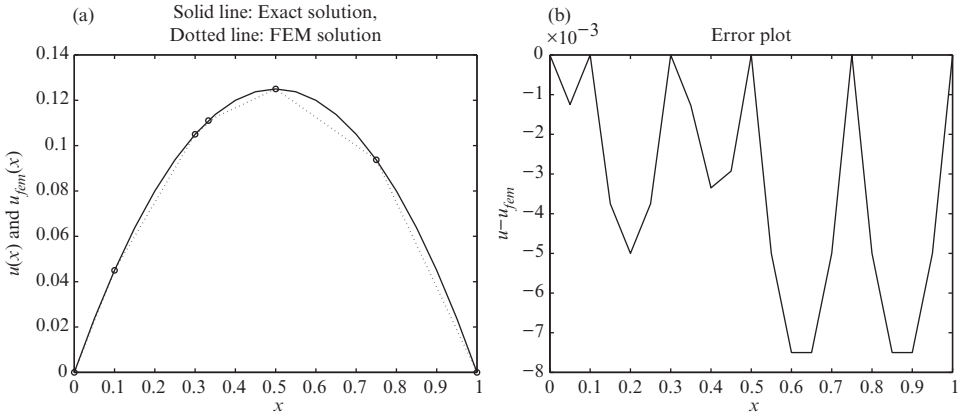 (a)
Solid line: Exact solution,
Dotted line: FEM solution
0.14
0.12
0.1
0.08
0.06
0.04
0.02
0
u(x) and u_fem(x)
0 0.1 0.2 0.3 0.4 0.5 0.6 0.7 0.8 0.9 1
x
(b)
×10⁻³
Error plot
0
−1
−2
−3
−4
−5
−6
−7
−8
u−u_fem
0 0.1 0.2 0.3 0.4 0.5 0.6 0.7 0.8 0.9 1
x